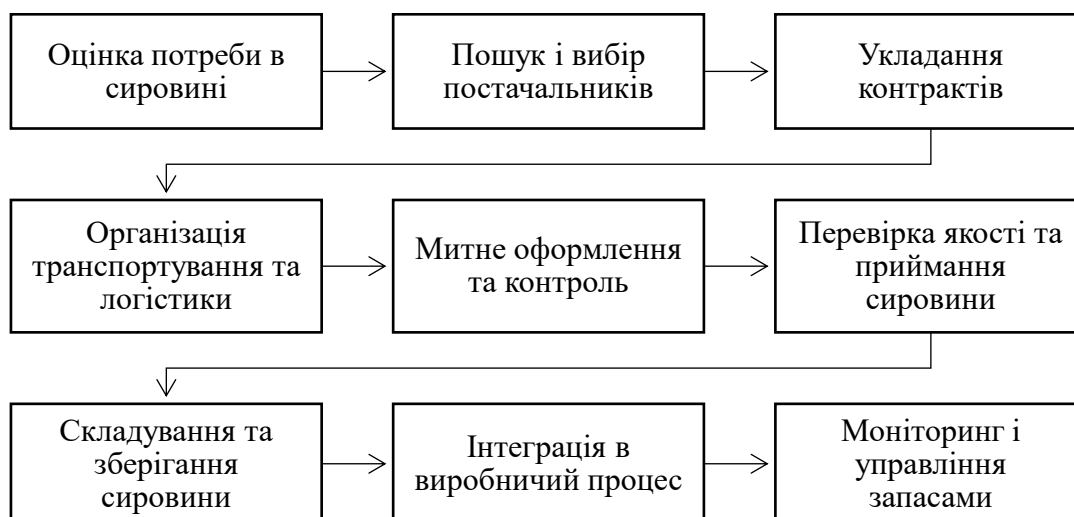 Оцінка потреби в
сировині
Пошук і вибір
постачальників
Укладання
контрактів
Організація
транспортування та
логістики
Митне оформлення
та контроль
Перевірка якості та
приймання
сировини
Складування та
зберігання
сировини
Інтеграція в
виробничий процес
Моніторинг і
управління
запасами